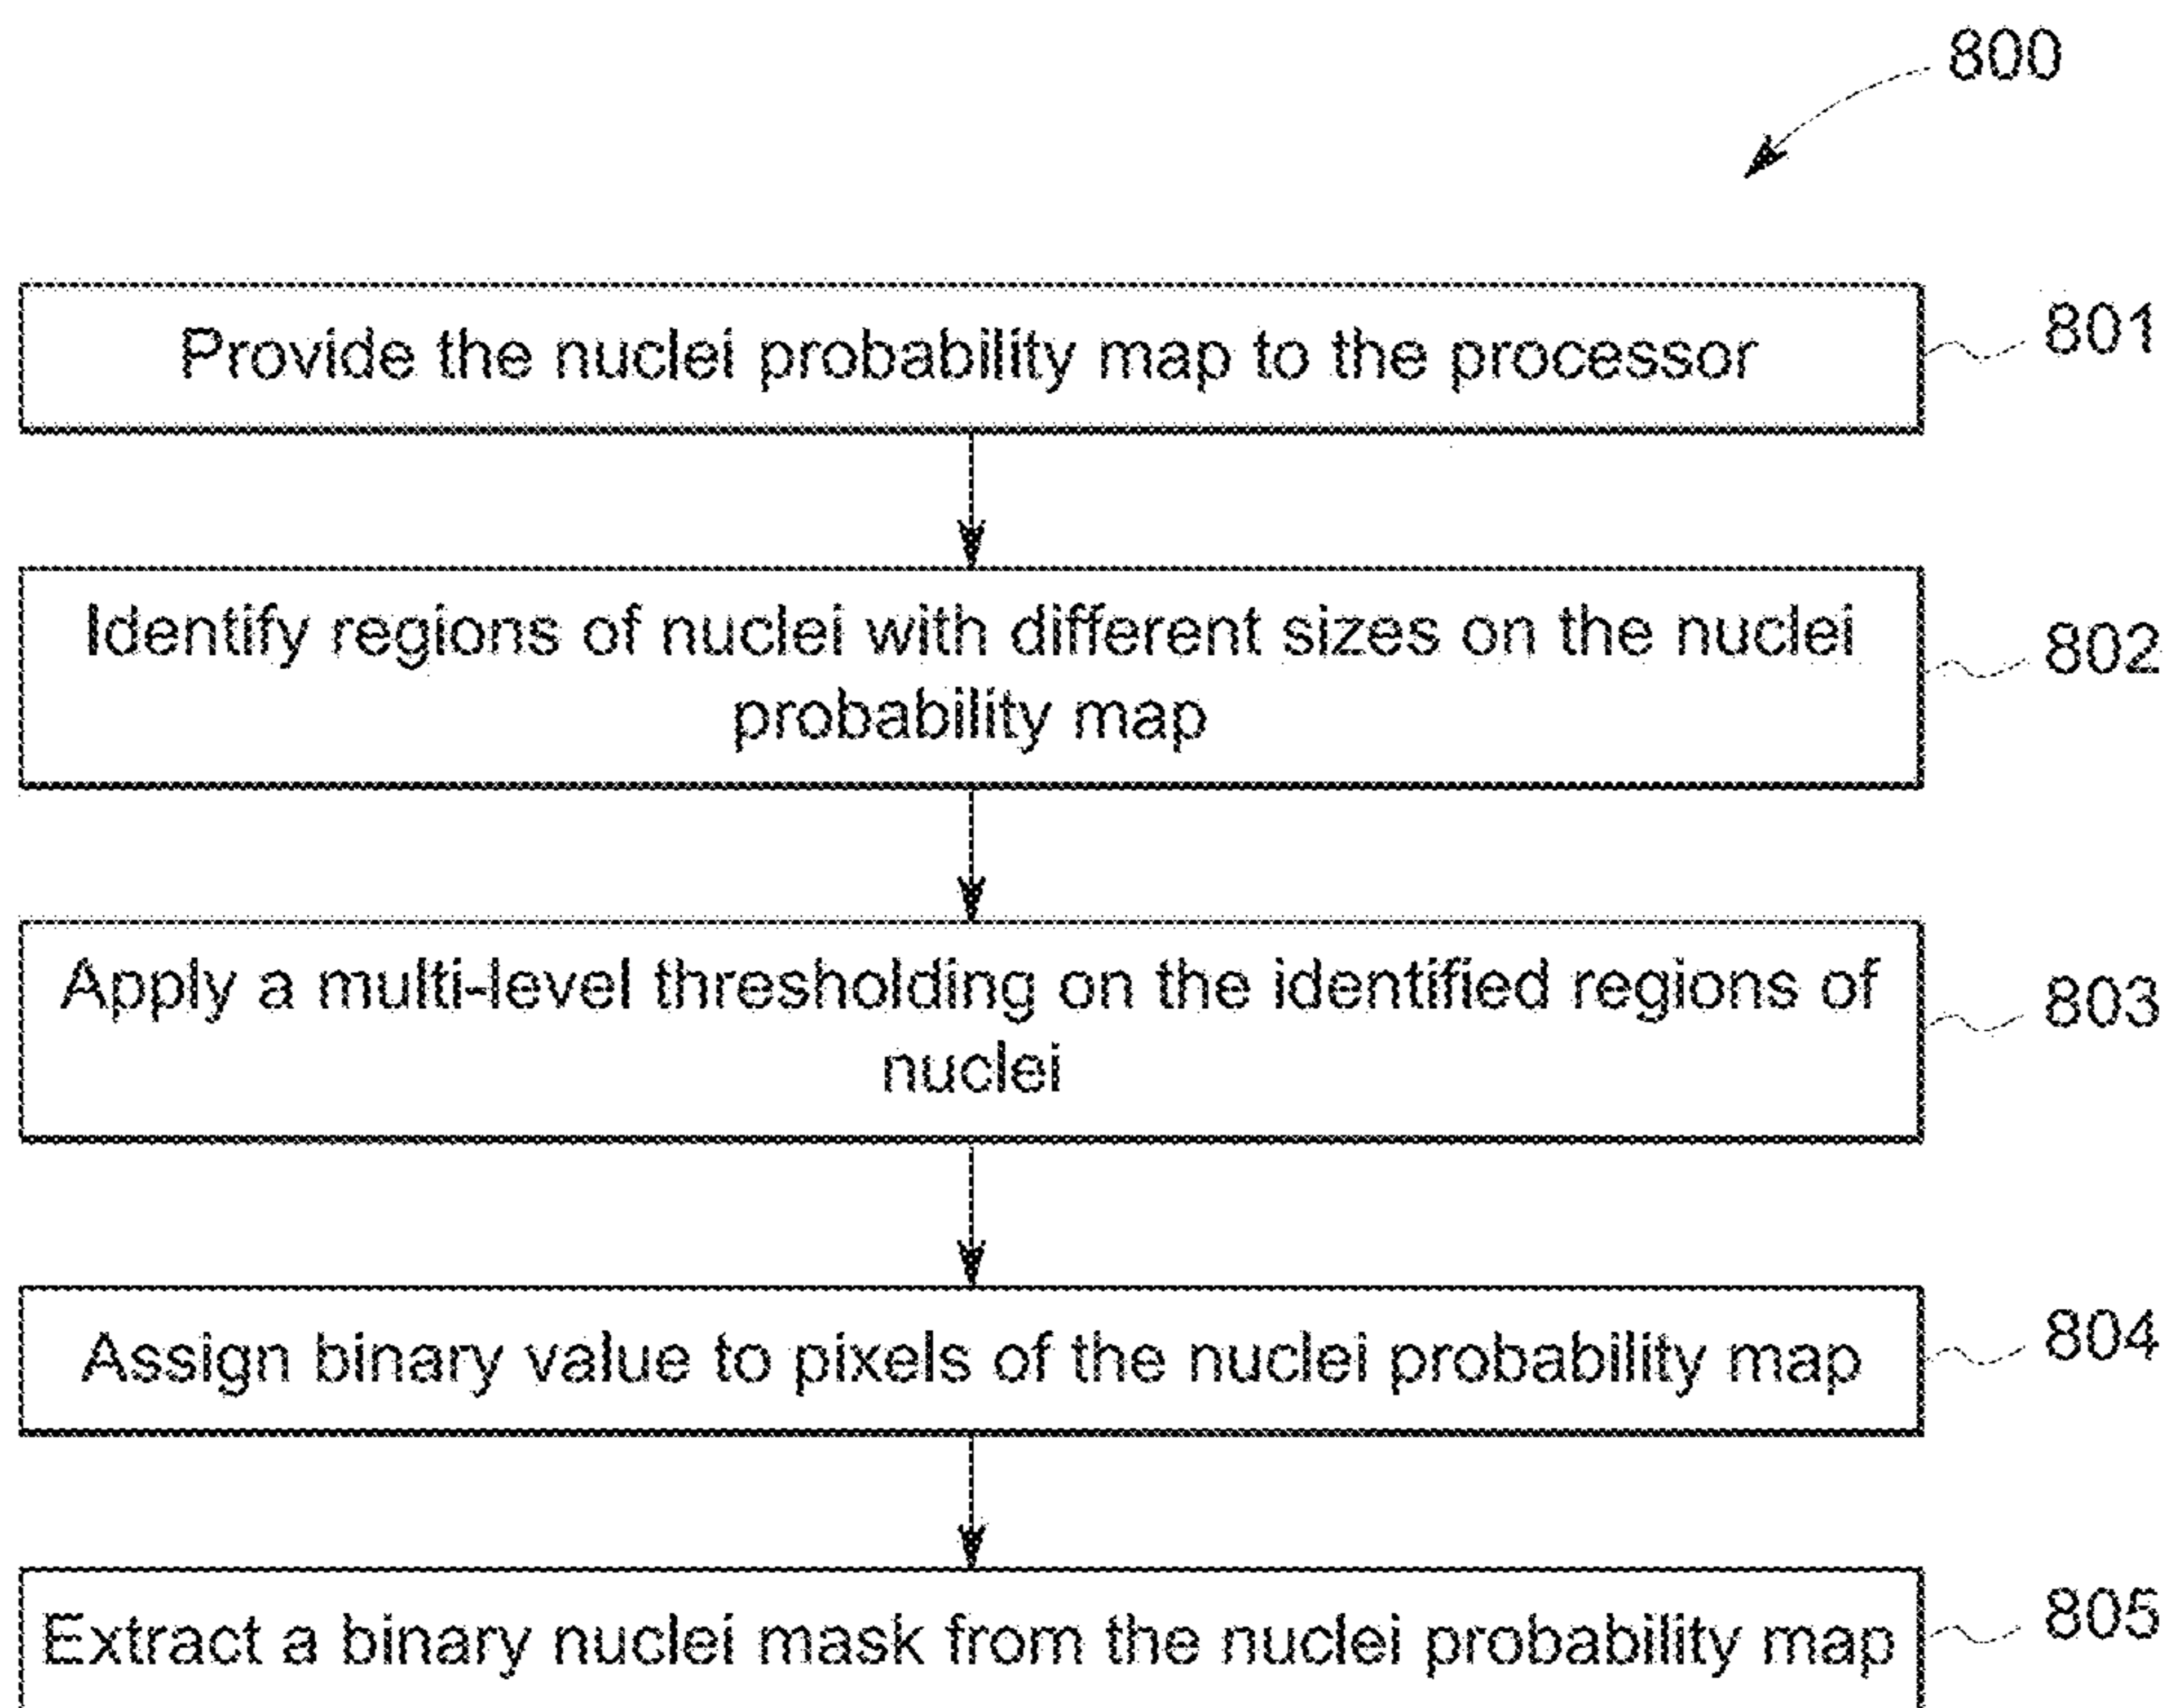 800
Provide the nuclei probability map to the processor
801
Identify regions of nuclei with different sizes on the nuclei
probability map
802
Apply a multi-level thresholding on the identified regions of
nuclei
803
Assign binary value to pixels of the nuclei probability map
804
Extract a binary nuclei mask from the nuclei probability map
805